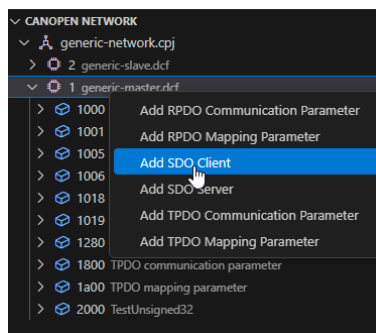 CANOPEN NETWORK
generic-network.cpj
2 generic-slave.dcf
1 generic-master.dcf
1000
Add RPDO Communication Parameter
1001
Add RPDO Mapping Parameter
1005
Add SDO Client
1006
Add SDO Server
1018
Add TPDO Communication Parameter
1019
Add TPDO Mapping Parameter
1280
1800 TPDO communication parameter
1a00 TPDO mapping parameter
2000 TestUnsigned32